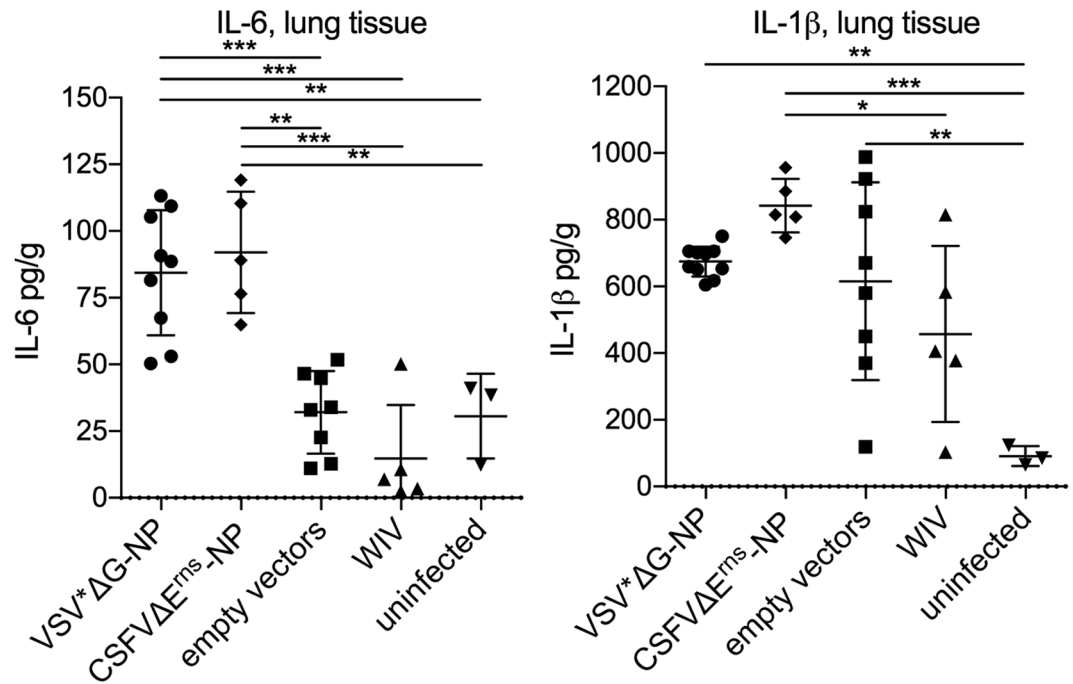 IL-6, lung tissue
***
***
**
**
***
**
IL-6 pg/g
150
125
100
75
50
25
0
VSV*ΔG-NP
CSFVΔE^rns-NP
empty vectors
WIV
uninfected
IL-1β, lung tissue
**
***
*
**
IL-1β pg/g
1200
1000
800
600
400
200
0
VSV*ΔG-NP
CSFVΔE^rns-NP
empty vectors
WIV
uninfected